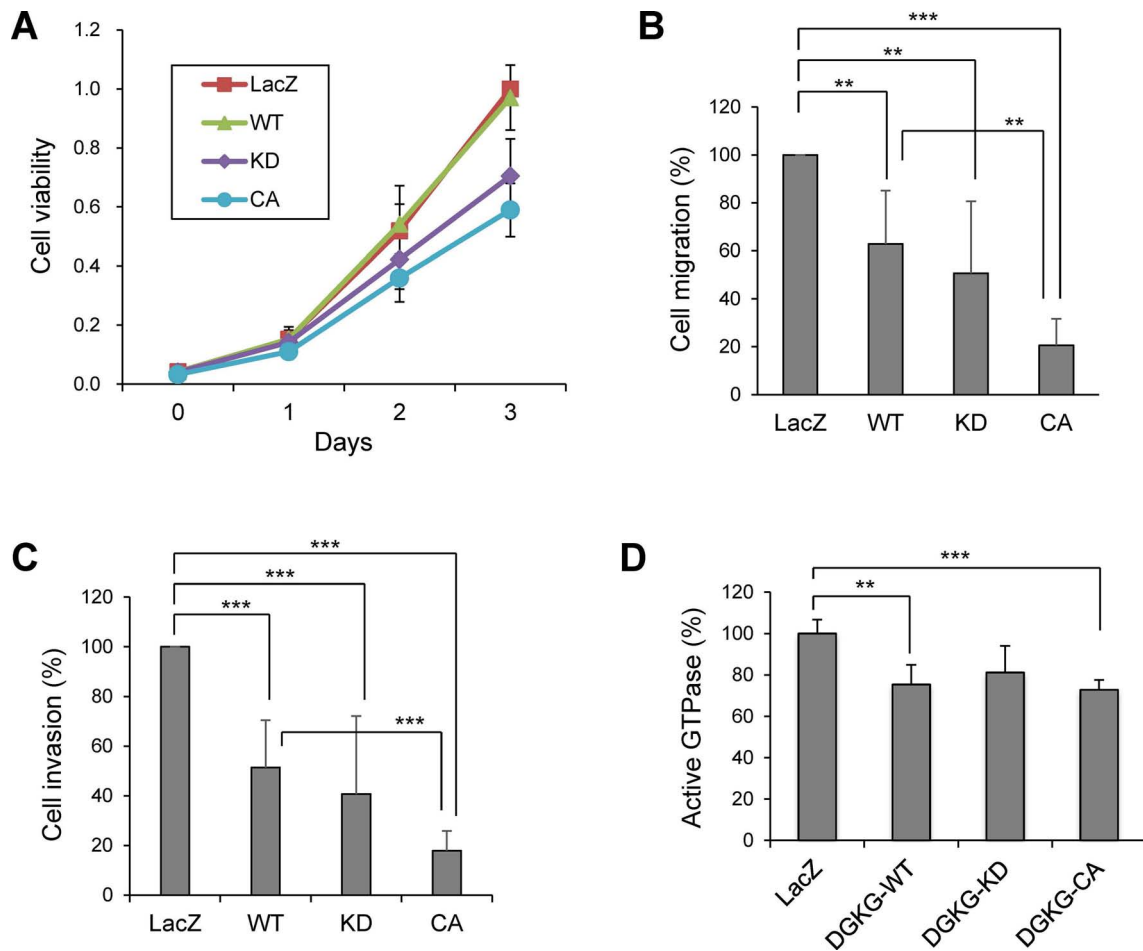 A
Cell viability
1.2
1.0
0.8
0.6
0.4
0.2
0.0
LacZ
WT
KD
CA
0 1 2 3
Days
B
***
**
** **
Cell migration (%)
120
100
80
60
40
20
0
LacZ WT KD CA
C
***
***
***
***
Cell invasion (%)
120
100
80
60
40
20
0
LacZ WT KD CA
D
***
**
Active GTPase (%)
120
100
80
60
40
20
0
LacZ DGKG-WT DGKG-KD DGKG-CA